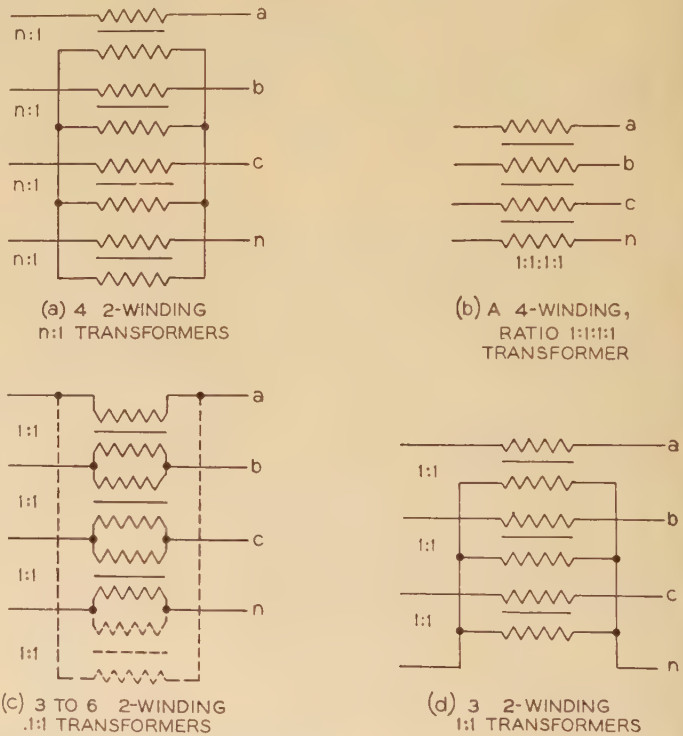 a
n:1
b
n:1
c
n:1
n
n:1
(a) 4 2-WINDING
n:1 TRANSFORMERS
a
b
c
n
1:1:1:1
(b) A 4-WINDING,
RATIO 1:1:1:1
TRANSFORMER
a
1:1
b
1:1
c
1:1
n
1:1
(c) 3 TO 6 2-WINDING
.1:1 TRANSFORMERS
a
1:1
b
1:1
c
1:1
n
(d) 3 2-WINDING
1:1 TRANSFORMERS